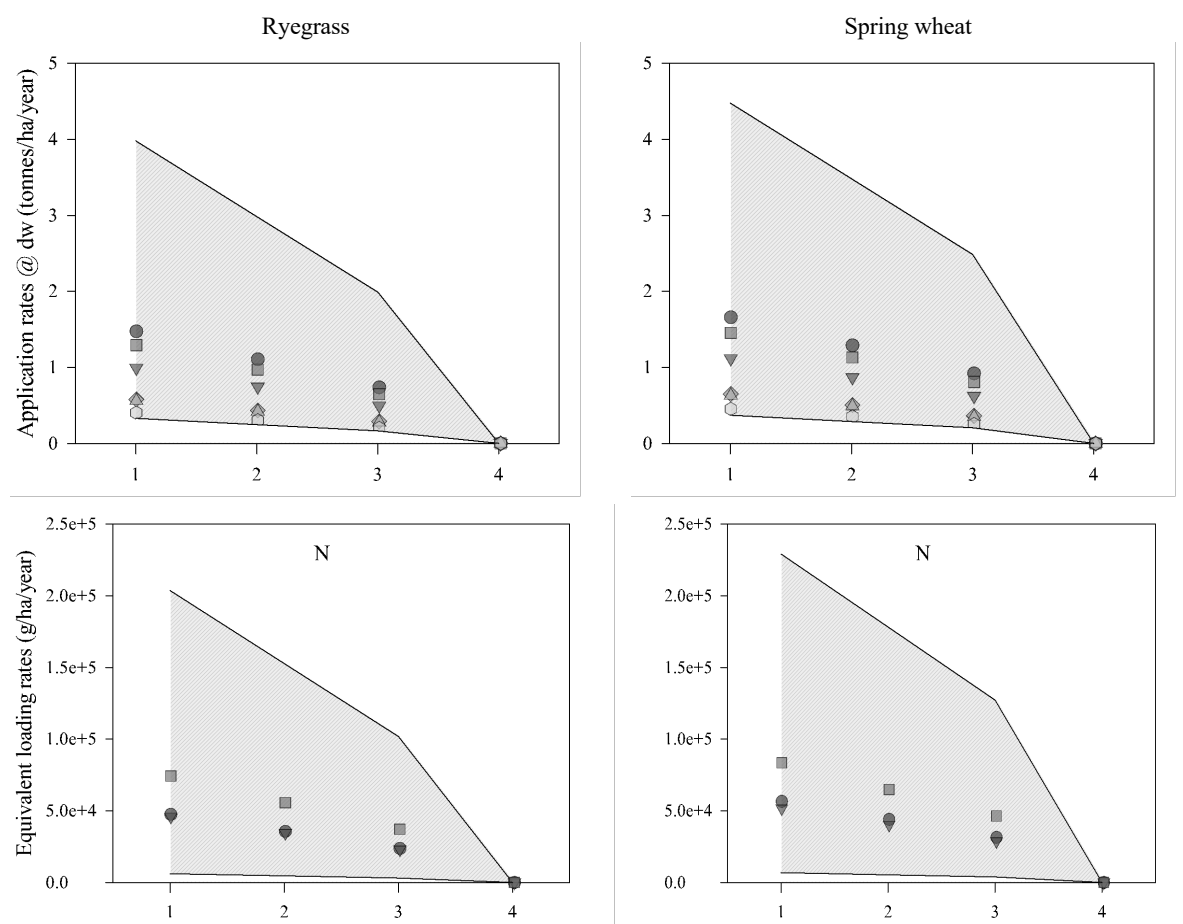 Ryegrass
Spring wheat
Application rates @ dw (tonnes/ha/year)
5
4
3
2
1
0
1 2 3 4
5
4
3
2
1
0
1 2 3 4
Equivalent loading rates (g/ha/year)
N
2.5e+5
2.0e+5
1.5e+5
1.0e+5
5.0e+4
0.0
1 2 3 4
N
2.5e+5
2.0e+5
1.5e+5
1.0e+5
5.0e+4
0.0
1 2 3 4